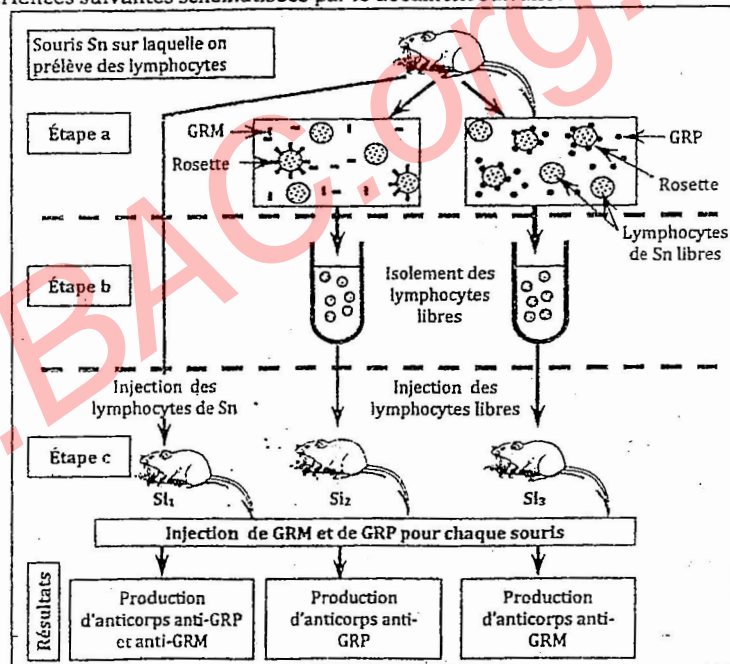 Souris Sn sur laquelle on
prélève des lymphocytes
Étape a
GRM
Rosette
GRP
Rosette
Lymphocytes
de Sn libres
Étape b
Isolement des
lymphocytes
libres
Injection des
lymphocytes de Sn
Injection des
lymphocytes libres
Étape c
SI₁
SI₂
SI₃
Injection de GRM et de GRP pour chaque souris
Résultats
Production
d'anticorps anti-GRP
et anti-GRM
Production
d'anticorps anti-
GRP
Production
d'anticorps anti-
GRM
.BAC.org.